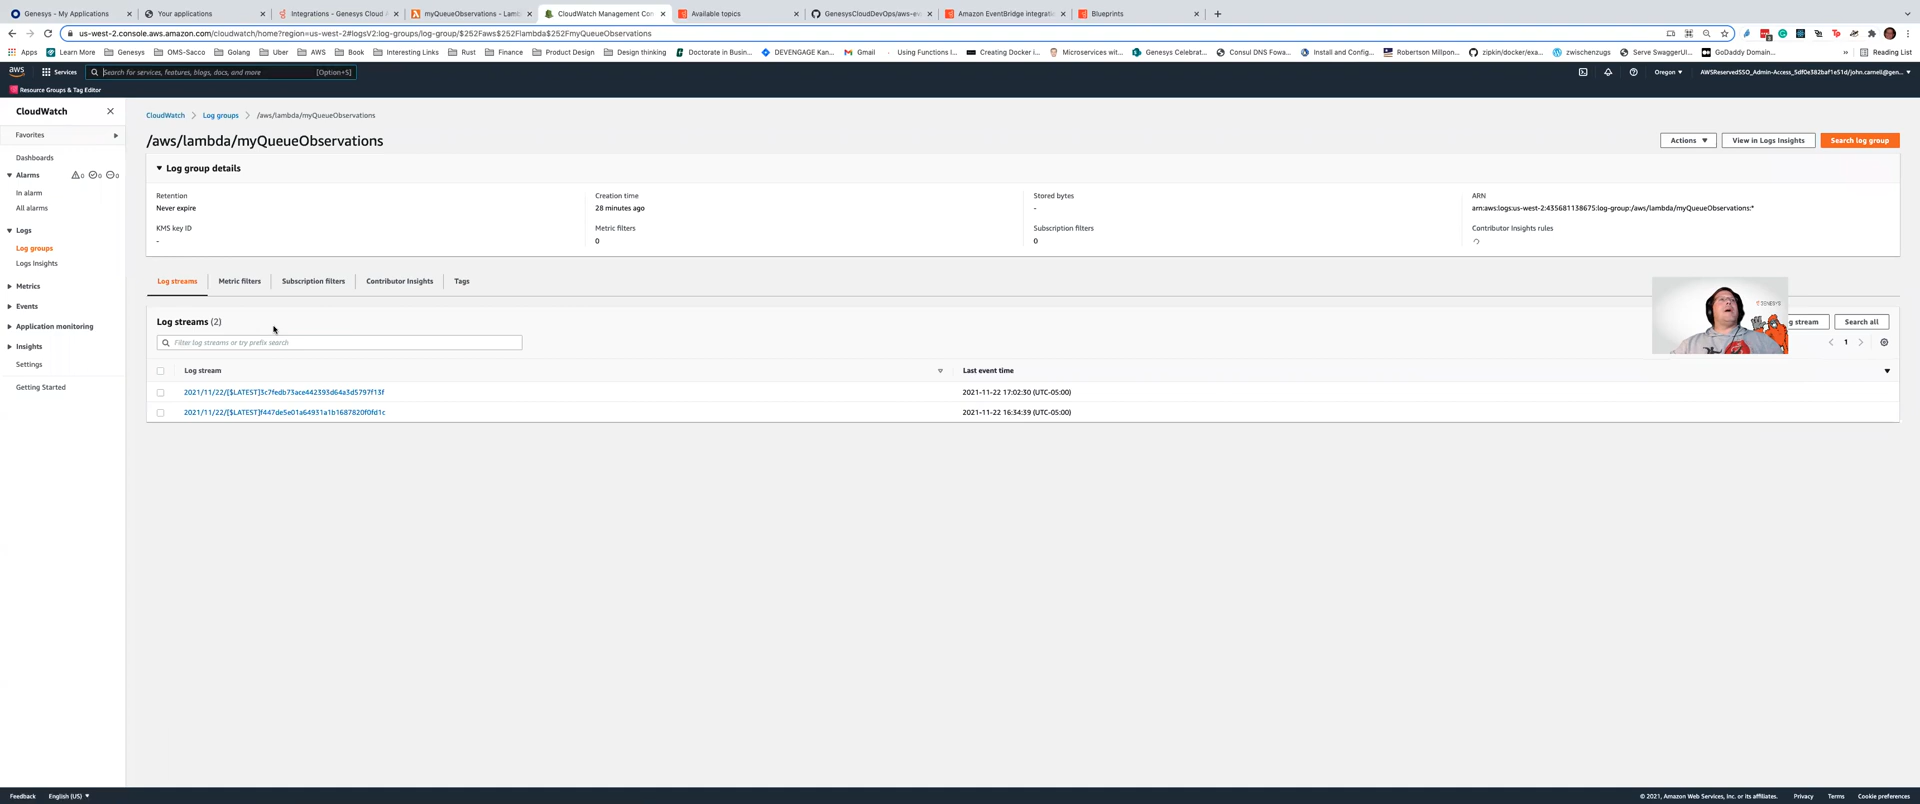 Genesys - My Applications
Your applications
Integrations - Genesys Cloud A
myQueueObservations - Lamb
CloudWatch Management Con
Available topics
GenesysCloudDevOps/aws-ev
Amazon EventBridge integratio
Blueprints
us-west-2.console.aws.amazon.com/cloudwatch/home?region=us-west-2#logsV2:log-groups/log-group/$252Faws$252Flambda$252FmyQueueObservations
Apps
Learn More
Genesys
OMS-Sacco
Golang
Uber
AWS
Book
Interesting Links
Rust
Finance
Product Design
Design thinking
Doctorate in Busin...
DEVENGAGE Kan...
Gmail
Using Functions I...
Creating Docker i...
Microservices wit...
Genesys Celebrat...
Consul DNS Fowa...
Install and Config...
Robertson Millpon...
zipkin/docker/exa...
zwischenzugs
Serve SwaggerUI...
GoDaddy Domain...
»
Reading List
aws
Services
Search for services, features, blogs, docs, and more
[Option+S]
Oregon
AWSReservedSSO_Admin-Access_5df0e382baf1e51d/john.carnell@gen...
Resource Groups & Tag Editor
CloudWatch
Favorites
Dashboards
Alarms
0
0
0
In alarm
All alarms
Logs
Log groups
Logs Insights
Metrics
Events
Application monitoring
Insights
Settings
Getting Started
CloudWatch
Log groups
/aws/lambda/myQueueObservations
/aws/lambda/myQueueObservations
Actions
View in Logs Insights
Search log group
Log group details
Retention
Never expire
KMS key ID
-
Creation time
28 minutes ago
Metric filters
0
Stored bytes
-
Subscription filters
0
ARN
arn:aws:logs:us-west-2:435681138675:log-group:/aws/lambda/myQueueObservations:*
Contributor Insights rules
Log streams
Metric filters
Subscription filters
Contributor Insights
Tags
Log streams (2)
GENESYS
g stream
Search all
Filter log streams or try prefix search
1
Log stream
Last event time
2021/11/22/[$LATEST]3c7fedb73ace442393d64a3d5797f13f
2021-11-22 17:02:30 (UTC-05:00)
2021/11/22/[$LATEST]f447de5e01a64931a1b1687820f0fd1c
2021-11-22 16:34:39 (UTC-05:00)
Feedback
English (US)
© 2021, Amazon Web Services, Inc. or its affiliates.
Privacy
Terms
Cookie preferences